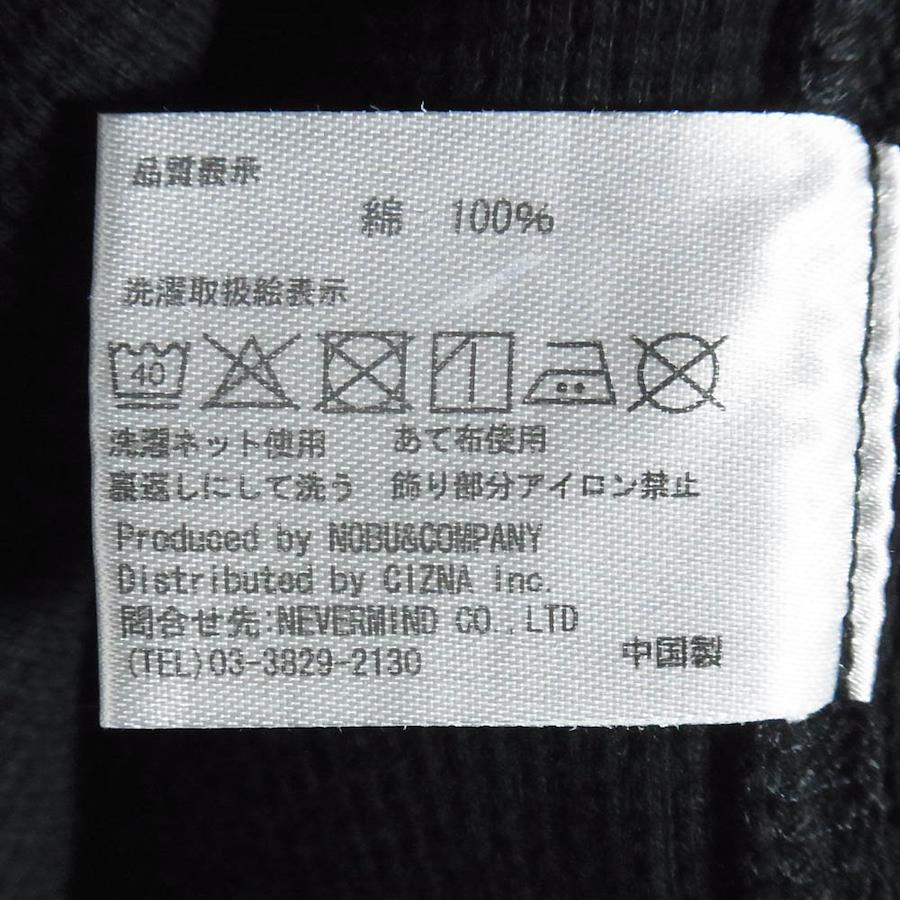 品質表示
綿 100%
洗濯取扱絵表示
40
洗濯ネット使用 あて布使用
裏返しにして洗う 飾り部分アイロン禁止
Produced by NOBU&COMPANY
Distributed by GIZNA inc.
問合せ先:NEVERMIND CO.,LTD
(TEL)03-3829-2130 中国製